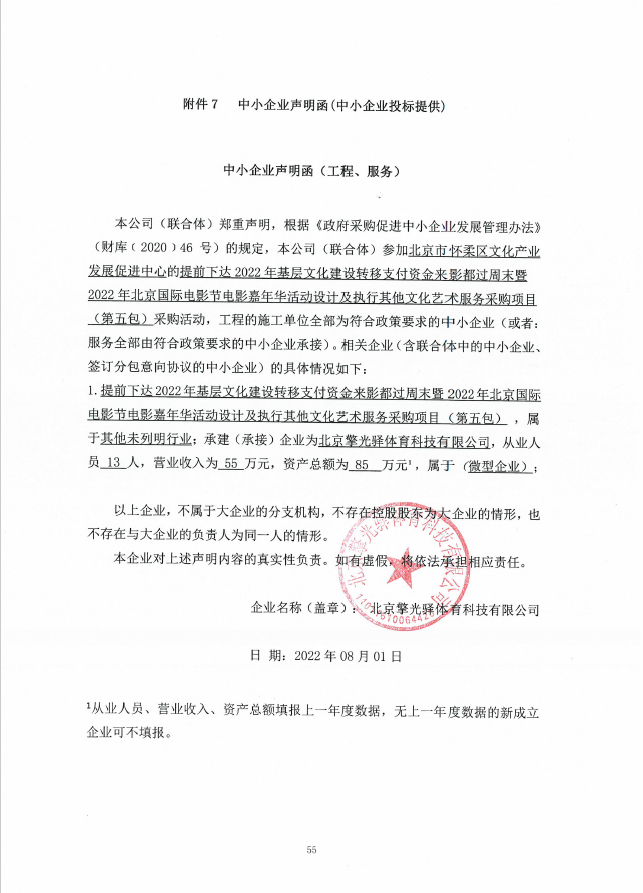 附件 7 中小企业声明函(中小企业投标提供)
中小企业声明函（工程、服务）
本公司（联合体）郑重声明，根据《政府采购促进中小企业发展管理办法》
（财库﹝2020﹞46 号）的规定，本公司（联合体）参加北京市怀柔区文化产业
发展促进中心的提前下达 2022 年基层文化建设转移支付资金来影都过周末暨
2022 年北京国际电影节电影嘉年华活动设计及执行其他文化艺术服务采购项目
（第五包）采购活动，工程的施工单位全部为符合政策要求的中小企业（或者：
服务全部由符合政策要求的中小企业承接）。相关企业（含联合体中的中小企业、
签订分包意向协议的中小企业）的具体情况如下：
1.提前下达 2022 年基层文化建设转移支付资金来影都过周末暨 2022 年北京国际
电影节电影嘉年华活动设计及执行其他文化艺术服务采购项目（第五包），属
于其他未列明行业；承建（承接）企业为北京擎光驿体育科技有限公司，从业人
员 13 人，营业收入为 55 万元，资产总额为 85 万元¹，属于（微型企业）；
以上企业，不属于大企业的分支机构，不存在控股股东为大企业的情形，也
不存在与大企业的负责人为同一人的情形。
本企业对上述声明内容的真实性负责。如有虚假，将依法承担相应责任。
北京擎光驿体育科技有限公司
企业名称（盖章）：北京擎光驿体育科技有限公司
日 期：2022 年 08 月 01 日
¹从业人员、营业收入、资产总额填报上一年度数据，无上一年度数据的新成立
企业可不填报。
55